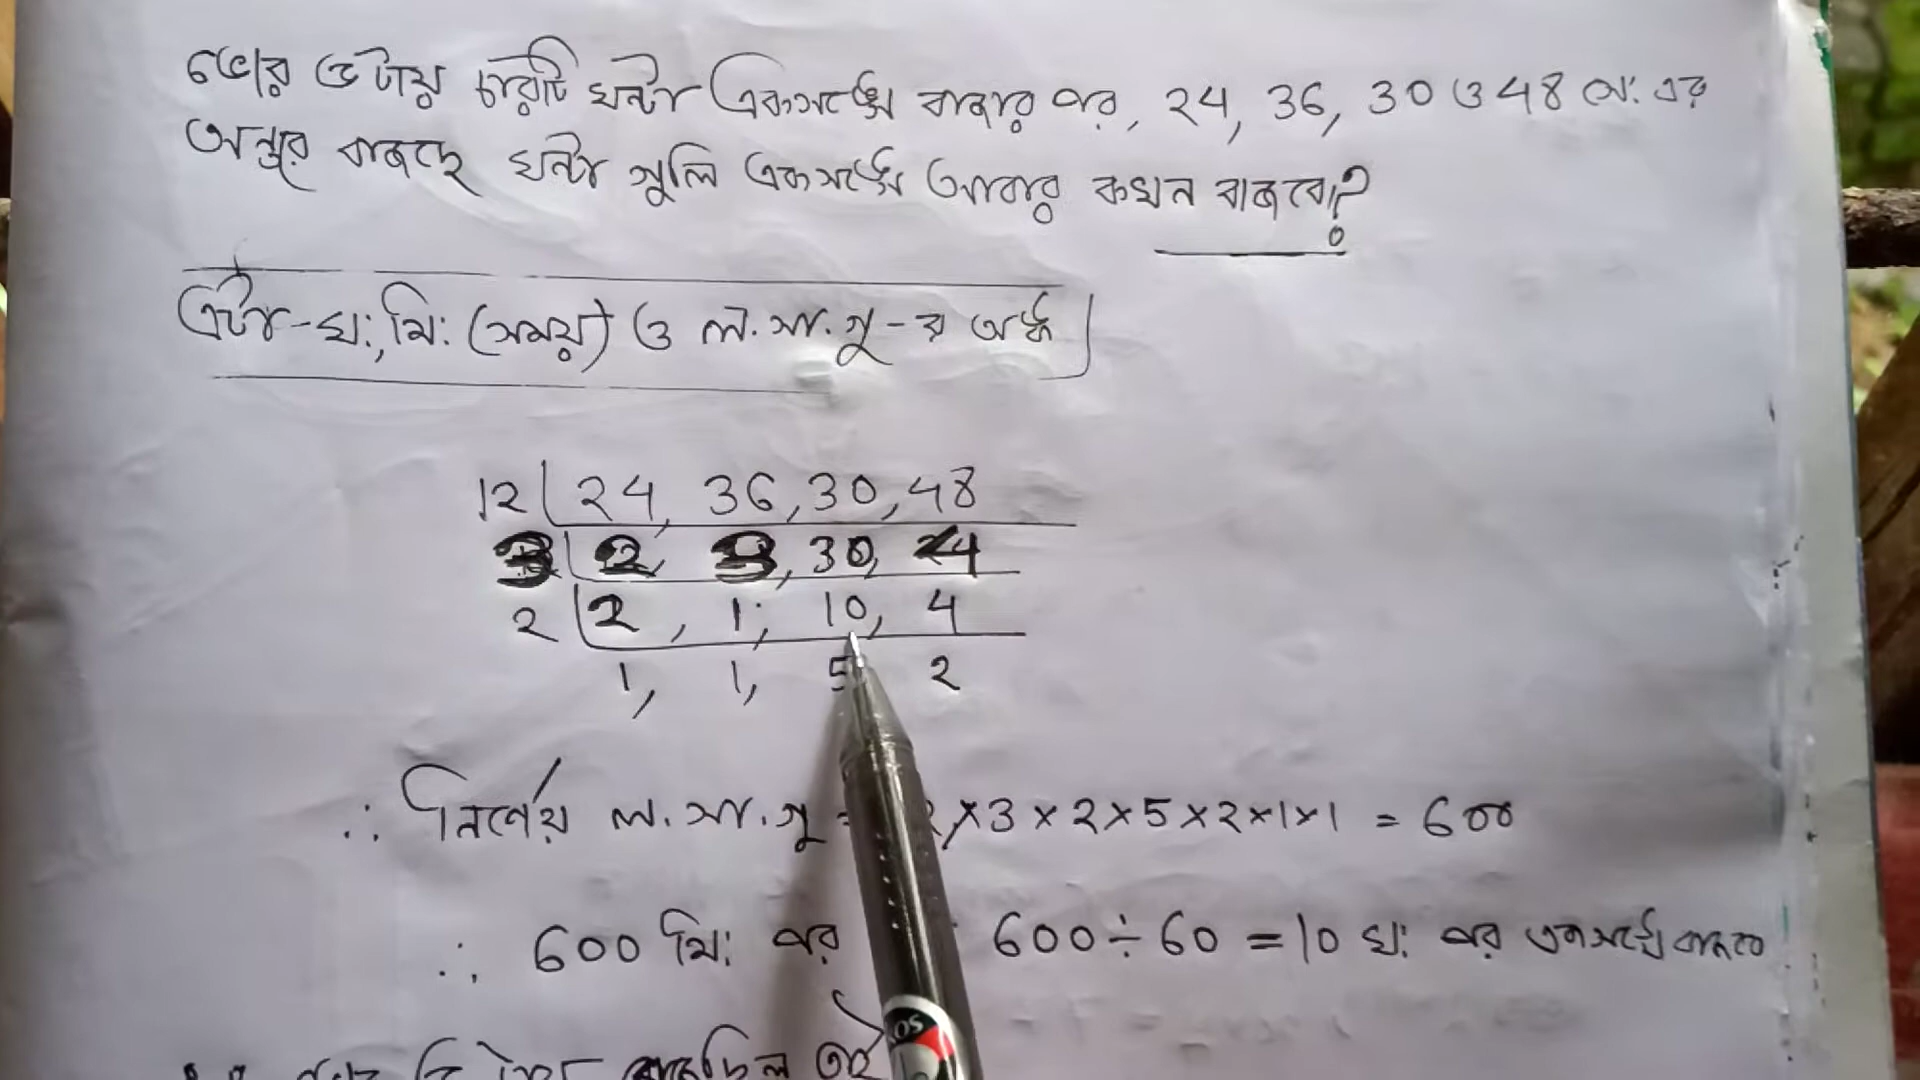 ভোর ৫ টায় চারটি ঘন্টা একসঙ্গে বাজার পর, 24, 36, 30 ও 48 মি: এর
অন্তর বাজছে ঘন্টা গুলি একসঙ্গে আবার কখন বাজবে?
এটা-ঘ:, মি: (সময়) ও ল.সা.গু-র অঙ্ক
12 24, 36, 30, 48
3 2, 3, 30, 4
2 2, 1, 10, 4
1, 1, 5 2
∴ নির্ণেয় ল.সা.গু = ×3×2×5×2×1×1 = 600
∴ 600 মি: পর 600÷60 = 10 ঘ: পর একসঙ্গে বাজবে